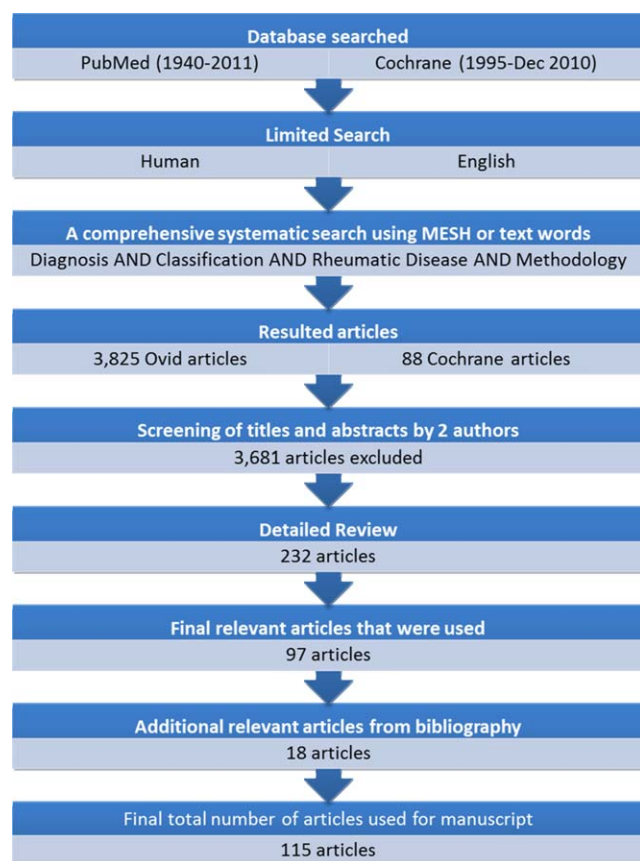 Database searched
PubMed (1940-2011) Cochrane (1995-Dec 2010)
Limited Search
Human English
A comprehensive systematic search using MESH or text words
Diagnosis AND Classification AND Rheumatic Disease AND Methodology
Resulted articles
3,825 Ovid articles 88 Cochrane articles
Screening of titles and abstracts by 2 authors
3,681 articles excluded
Detailed Review
232 articles
Final relevant articles that were used
97 articles
Additional relevant articles from bibliography
18 articles
Final total number of articles used for manuscript
115 articles